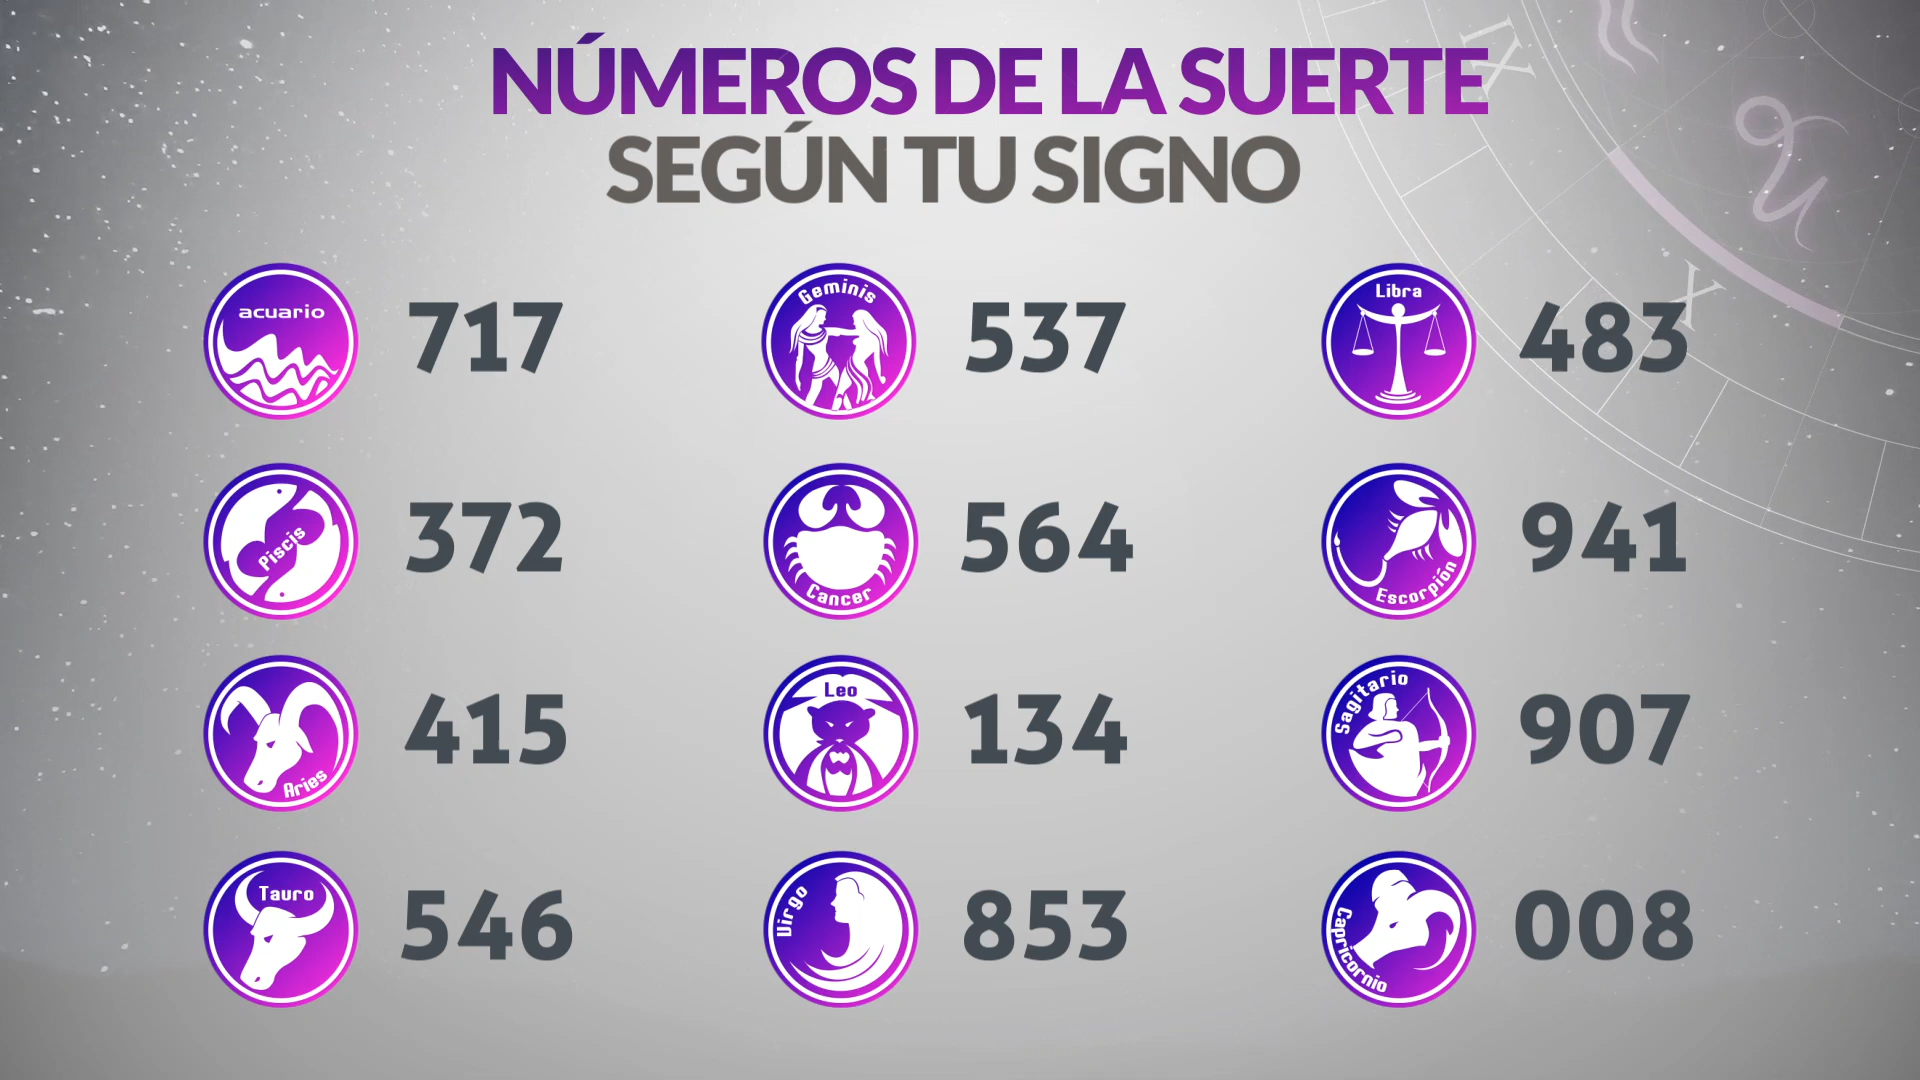 NÚMEROS DE LA SUERTE
SEGÚN TU SIGNO
acuario 717
Geminis 537
Libra 483
Piscis 372
Cancer 564
Escorpión 941
Aries 415
Leo 134
Sagitario 907
Tauro 546
Virgo 853
Capricornio 008
IX
X